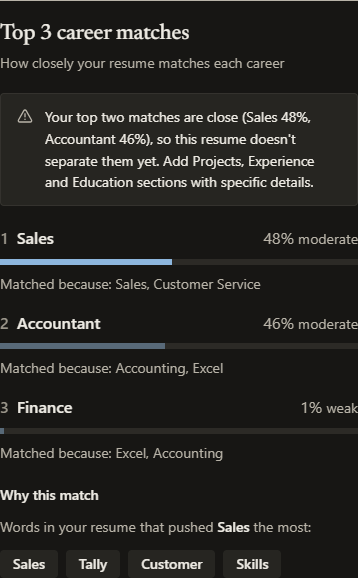 Top 3 career matches
How closely your resume matches each career
Your top two matches are close (Sales 48%,
Accountant 46%), so this resume doesn't
separate them yet. Add Projects, Experience
and Education sections with specific details.
1 Sales 48% moderate
Matched because: Sales, Customer Service
2 Accountant 46% moderate
Matched because: Accounting, Excel
3 Finance 1% weak
Matched because: Excel, Accounting
Why this match
Words in your resume that pushed Sales the most:
Sales Tally Customer Skills